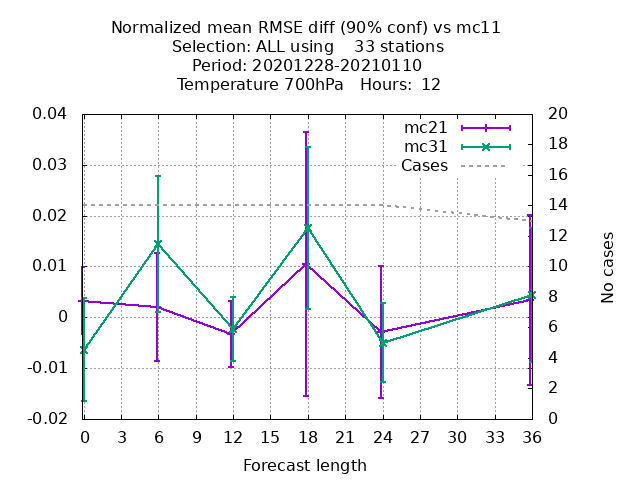 Normalized mean RMSE diff (90% conf) vs mc11
Selection: ALL using    33 stations
Period: 20201228-20210110
Temperature 700hPa   Hours:  12
0.04
0.03
0.02
0.01
0
-0.01
-0.02
20
18
16
14
12
10
8
6
4
2
0
mc21
mc31
Cases
No cases
0 3 6 9 12 15 18 21 24 27 30 33 36
Forecast length